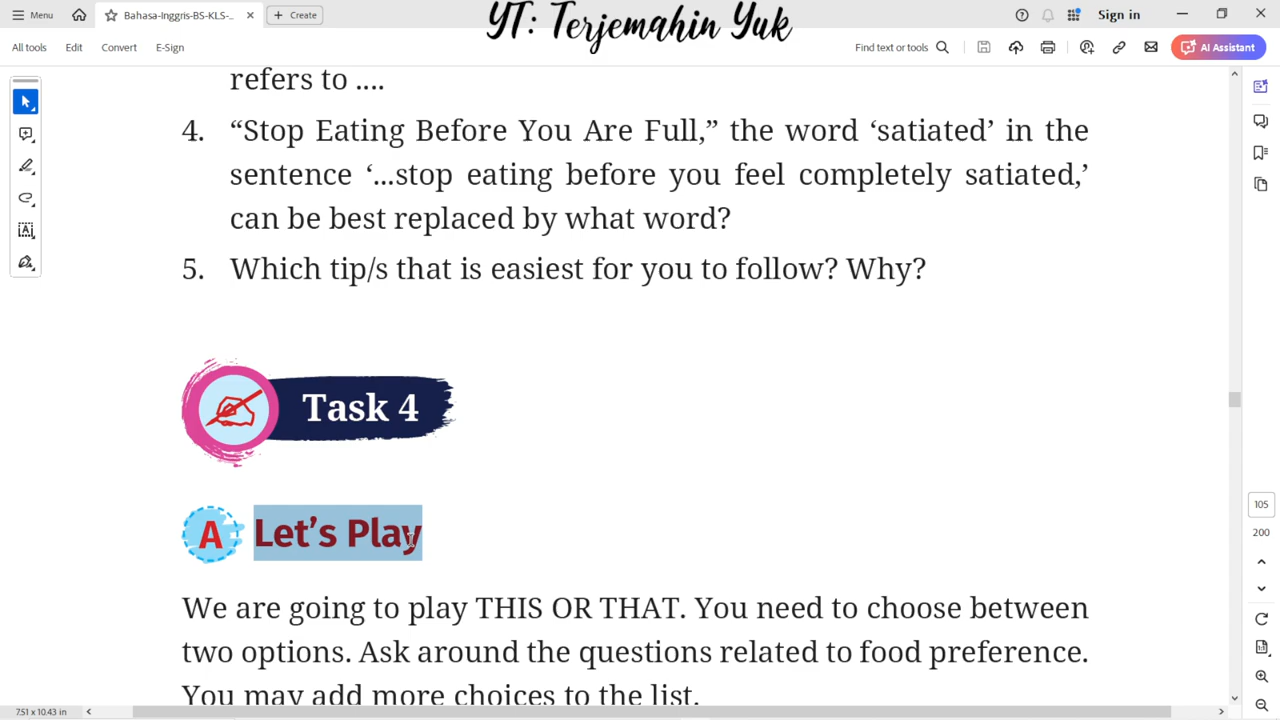 Menu
Bahasa-Inggris-BS-KLS-...
Create
YT: Terjemahin Yuk
Sign in
All tools
Edit
Convert
E-Sign
Find text or tools
AI Assistant
refers to ....
4. “Stop Eating Before You Are Full,” the word ‘satiated’ in the
sentence ‘...stop eating before you feel completely satiated,’
can be best replaced by what word?
5. Which tip/s that is easiest for you to follow? Why?
Task 4
A Let’s Play
We are going to play THIS OR THAT. You need to choose between
two options. Ask around the questions related to food preference.
You may add more choices to the list.
105
200
7.51 x 10.43 in